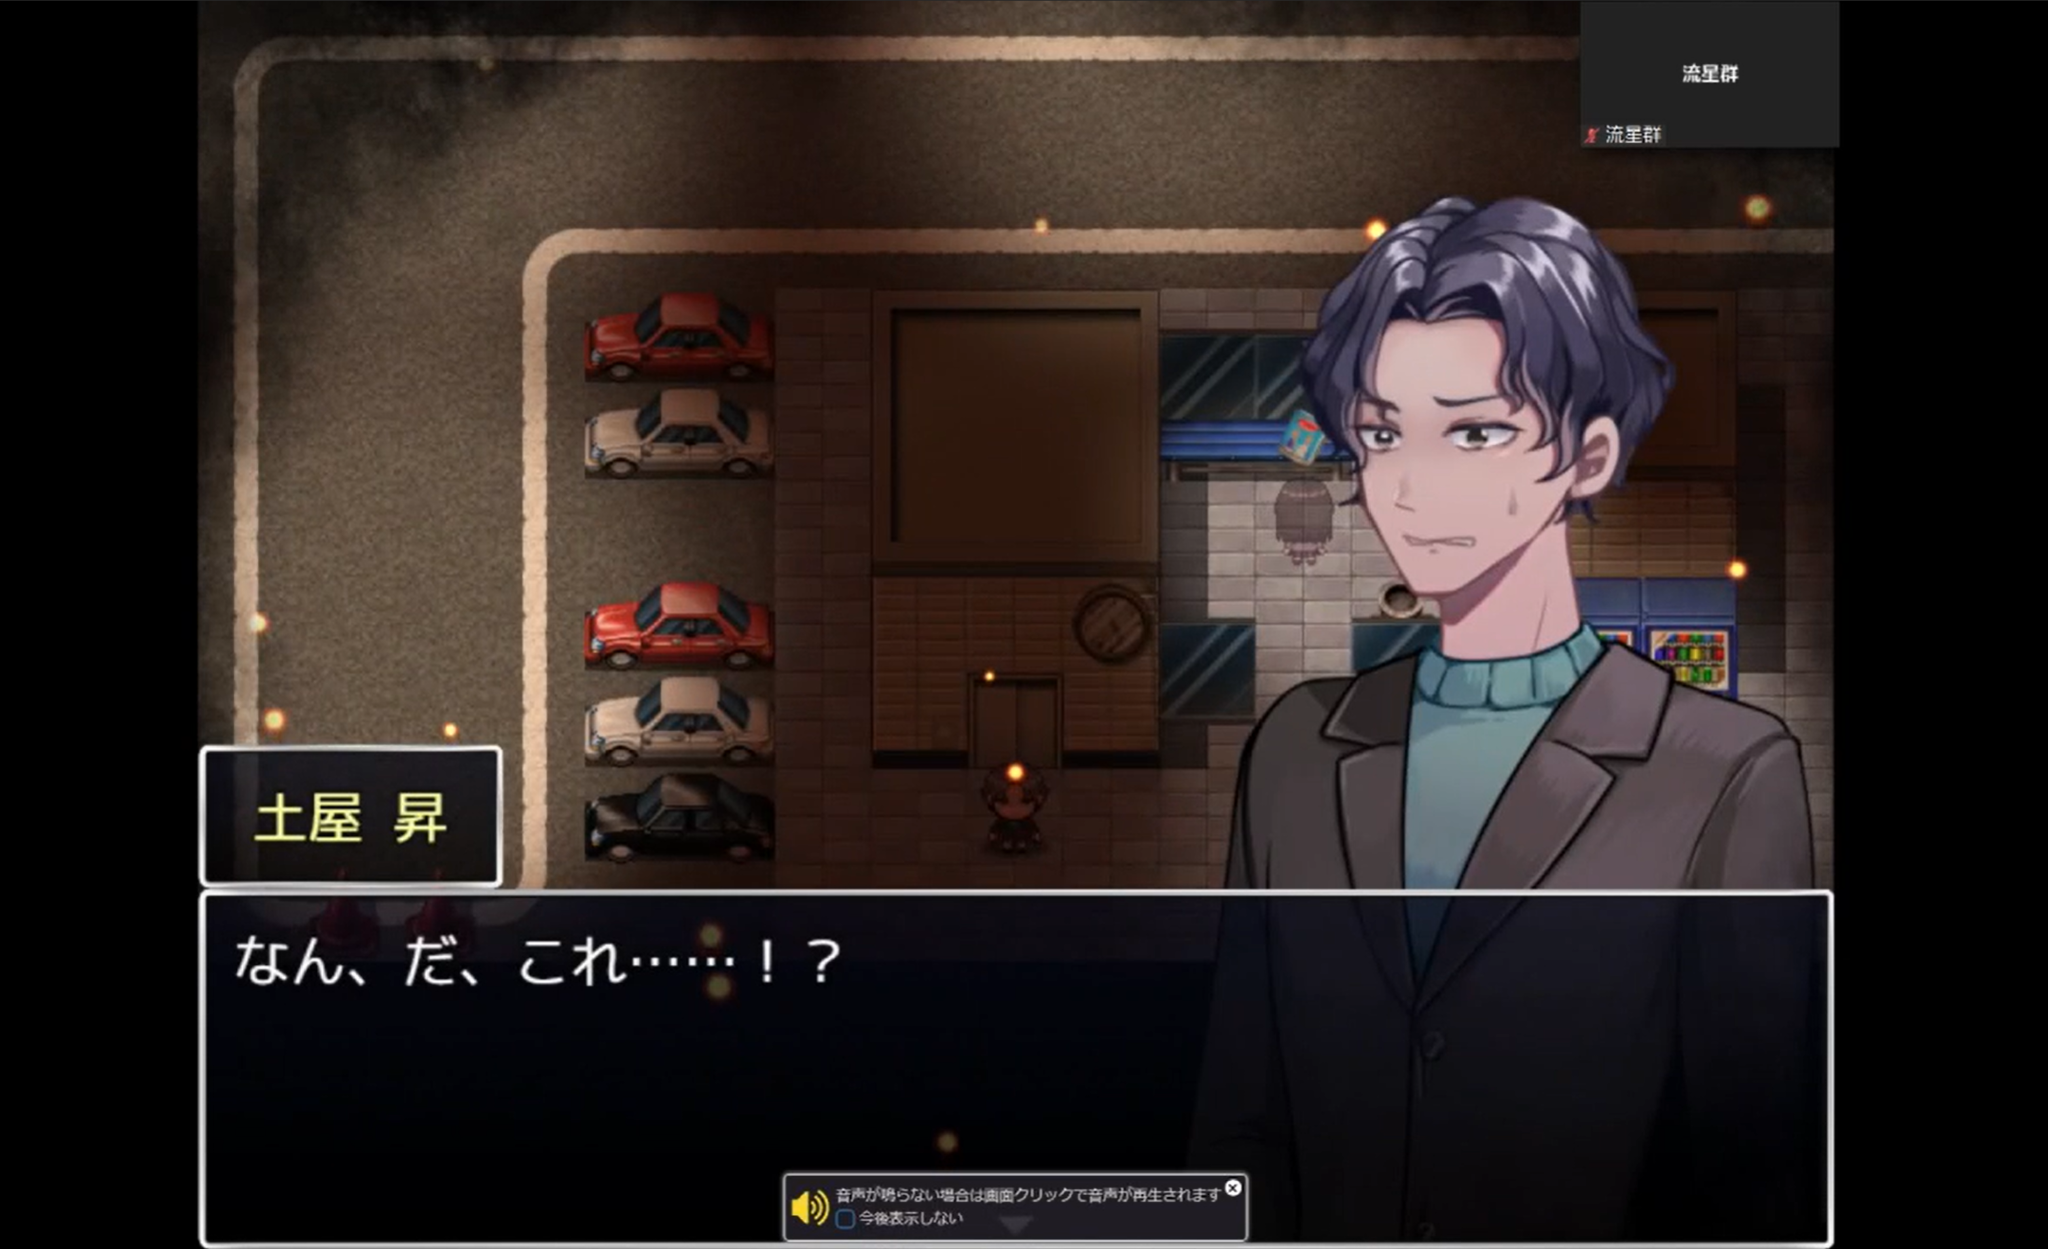 流星群
流星群
土屋 昇
なん、だ、これ……！？
音声が鳴らない場合は画面クリックで音声が再生されます
今後表示しない